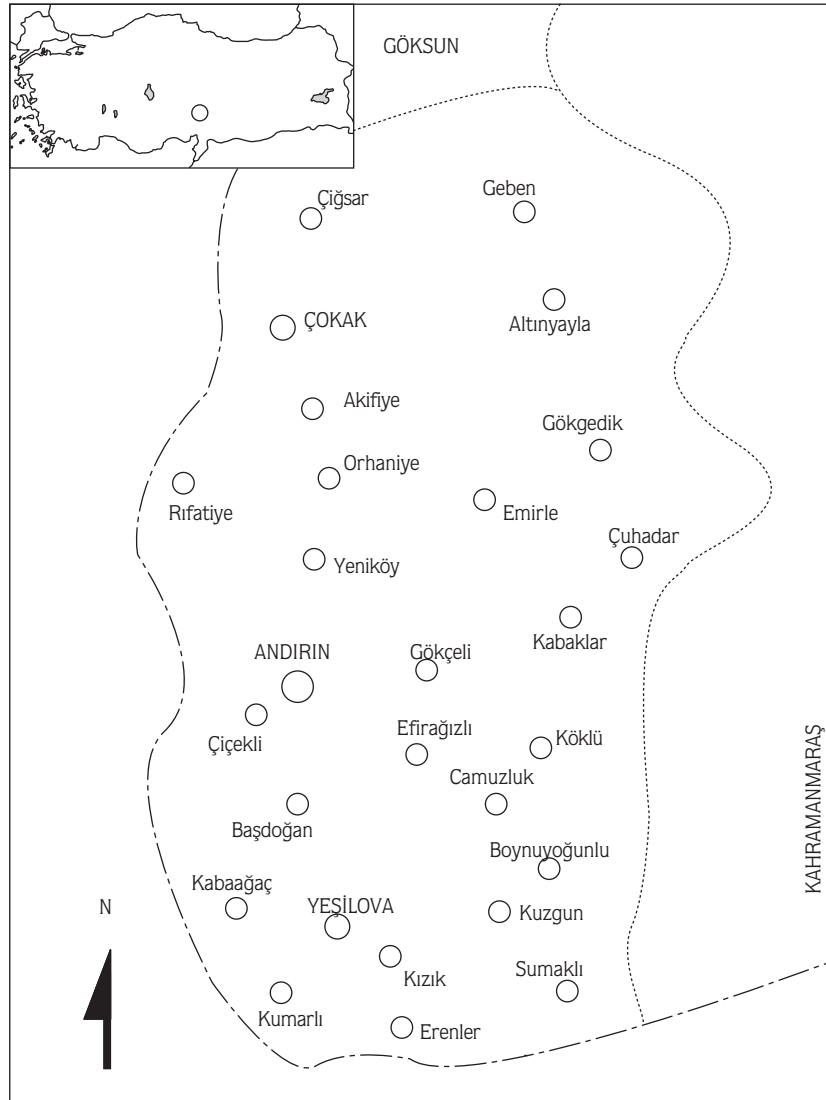 GÖKSUN
Çiğsar
Geben
ÇOKAK
Altınyayla
Akifiye
Gökgedik
Orhaniye
Rıfatiye
Emirle
Çuhadar
Yeniköy
Kabaklar
ANDIRIN
Gökçeli
Çiçekli
Efirağızlı
Köklü
KAHRAMANMARAŞ
Camuzluk
Başdoğan
Boynuyoğunlu
Kabaağaç
N
YEŞİLOVA
Kuzgun
Kızık
Sumaklı
Kumarlı
Erenler